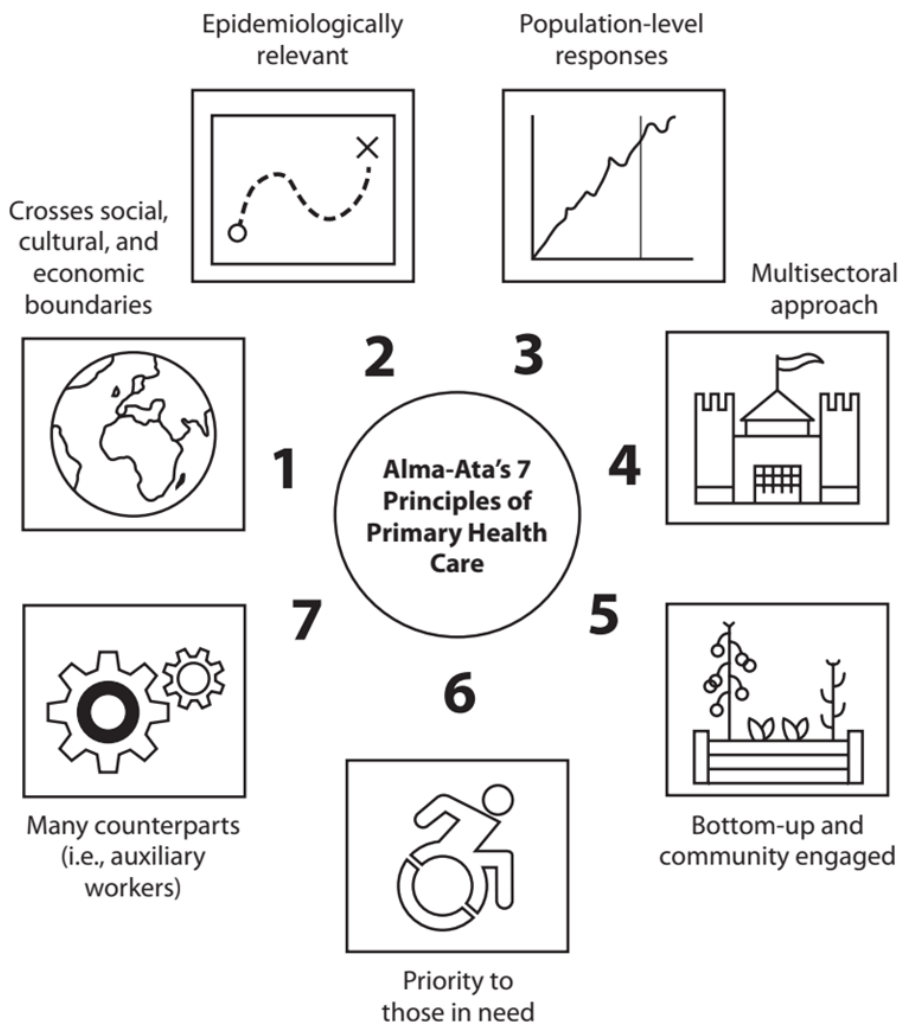 Epidemiologically
relevant
Population-level
responses
Crosses social,
cultural, and
economic
boundaries
Multisectoral
approach
2
3
1
4
Alma-Ata’s 7
Principles of
Primary Health
Care
7
5
6
Many counterparts
(i.e., auxiliary
workers)
Bottom-up and
community engaged
Priority to
those in need